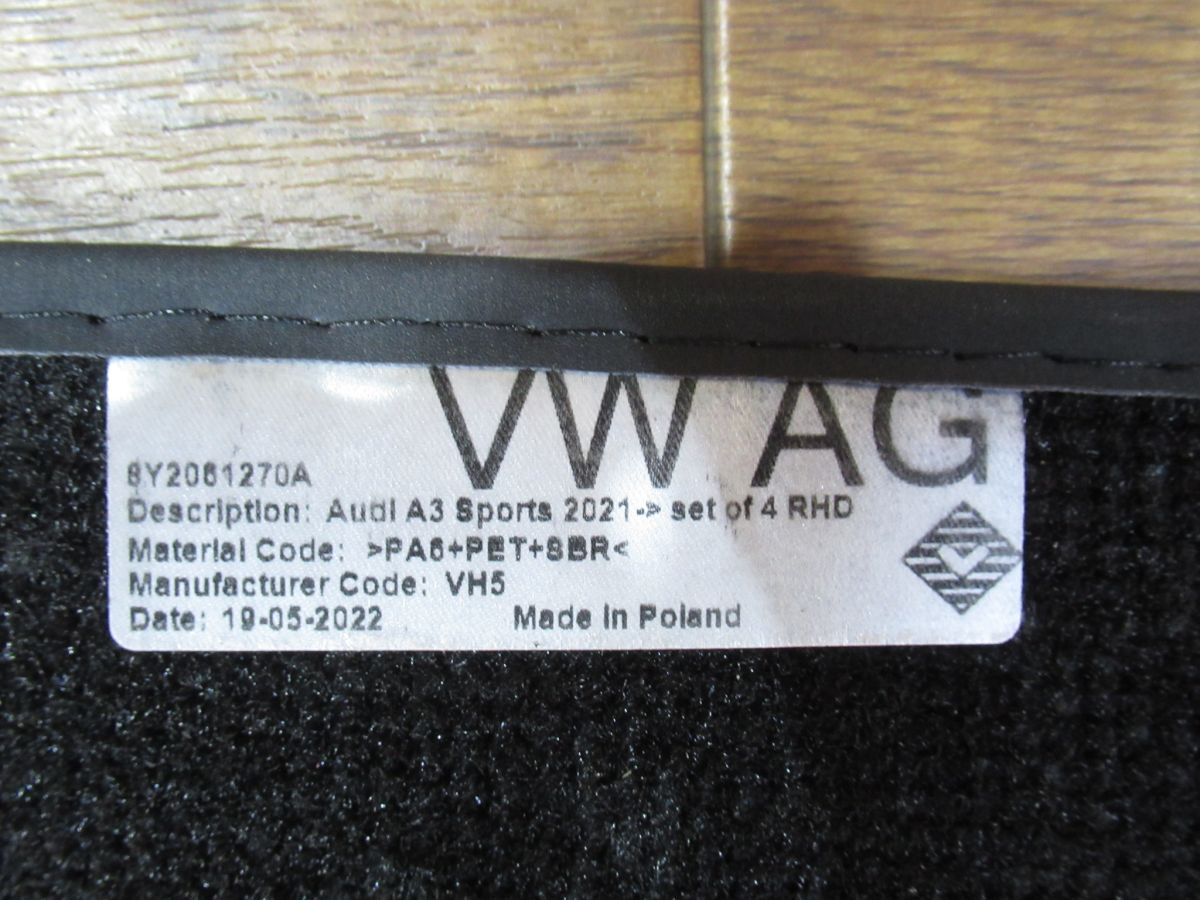 VW AG
8Y2061270A
Description: Audi A3 Sports 2021-> set of 4 RHD
Material Code: >PA6+PET+SBR<
Manufacturer Code: VH5
Date: 19-05-2022 Made in Poland